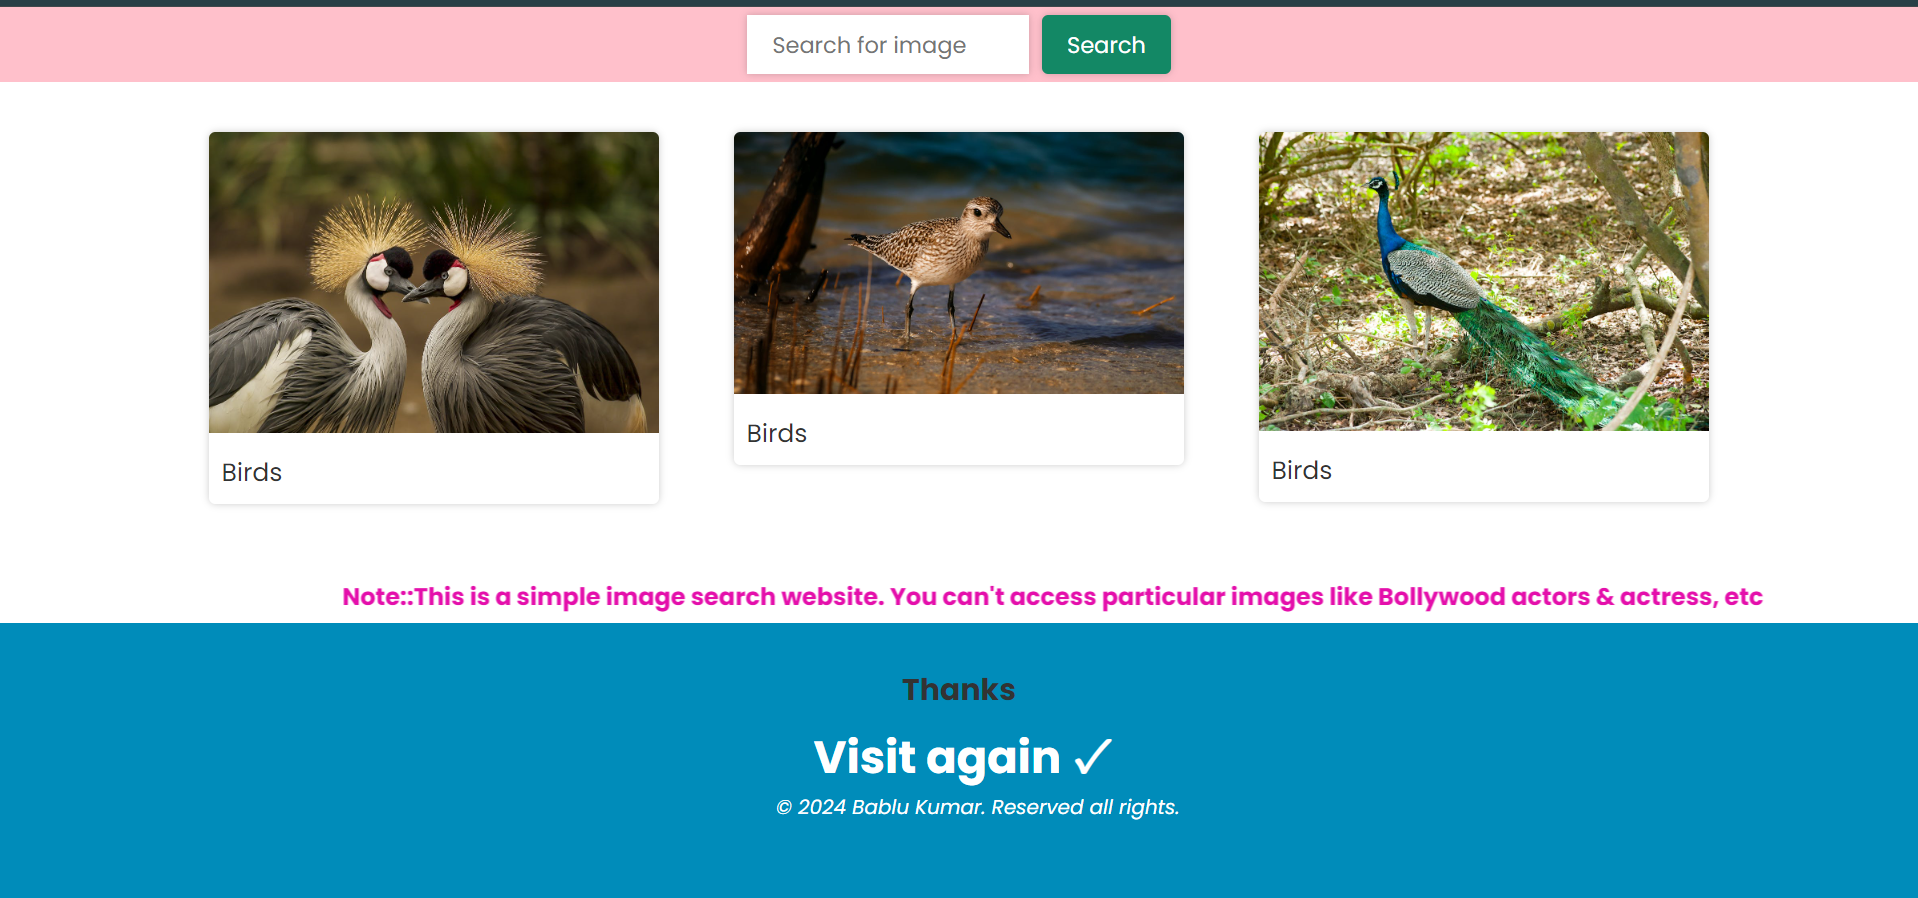 Search for image Search
Birds
Birds
Birds
Note::This is a simple image search website. You can't access particular images like Bollywood actors & actress, etc
Thanks
Visit again ✓
© 2024 Bablu Kumar. Reserved all rights.